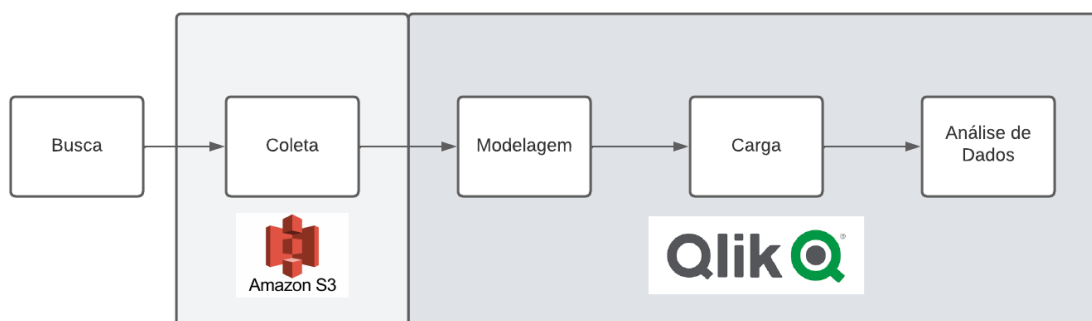 Busca
Coleta
Modelagem
Carga
Análise de
Dados
Amazon S3
Qlik
®